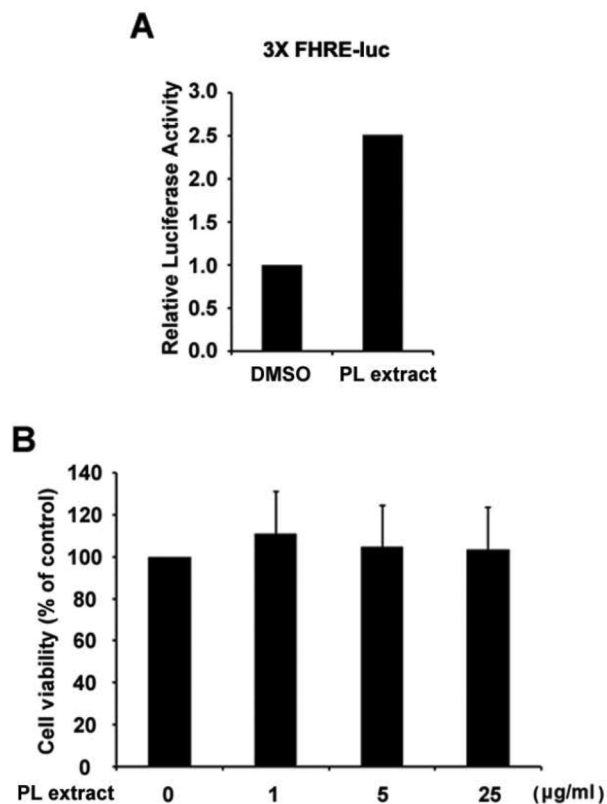 A
3X FHRE-luc
Relative Luciferase Activity
3.0
2.5
2.0
1.5
1.0
0.5
0.0
DMSO PL extract
B
Cell viability (% of control)
140
120
100
80
60
40
20
0
PL extract 0 1 5 25 (μg/ml)